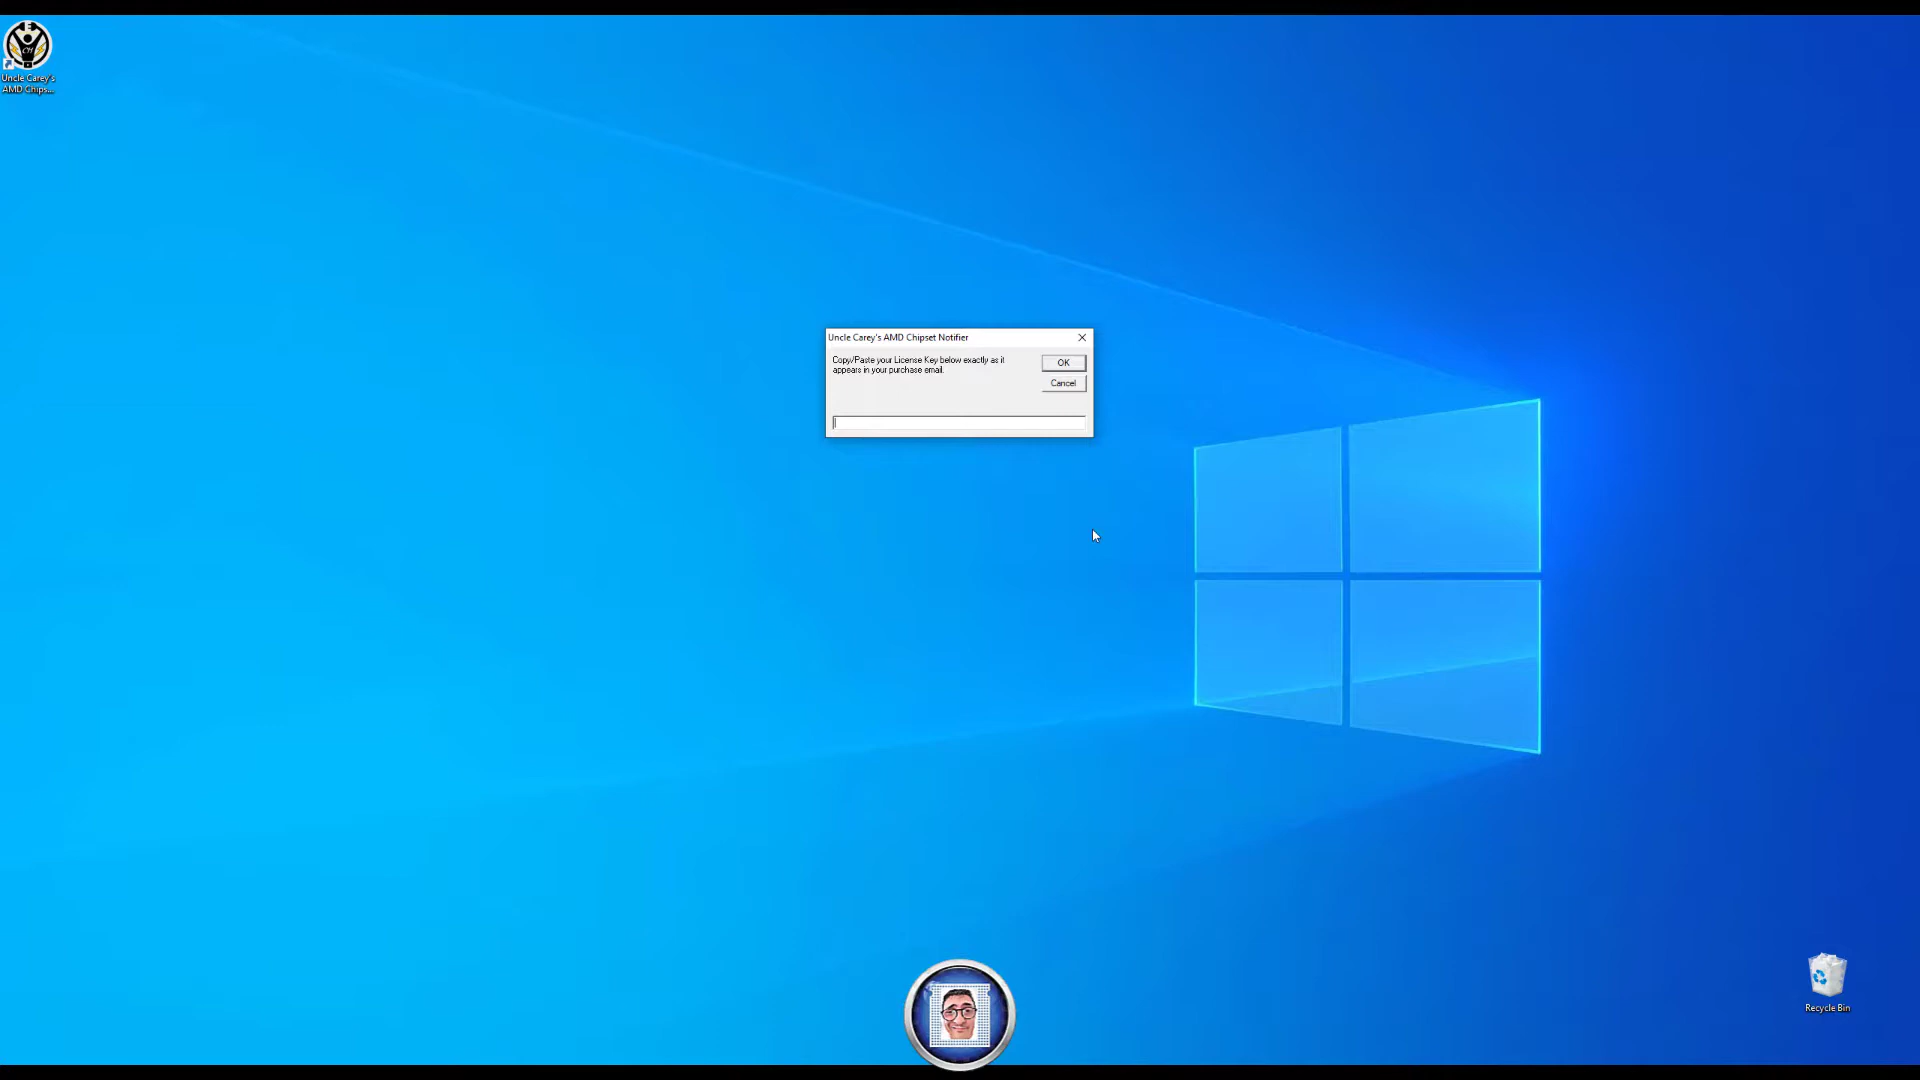 Uncle Carey's
AMD Chips...
Uncle Carey's AMD Chipset Notifier
Copy/Paste your License Key below exactly as it
appears in your purchase email.
OK
Cancel
Recycle Bin